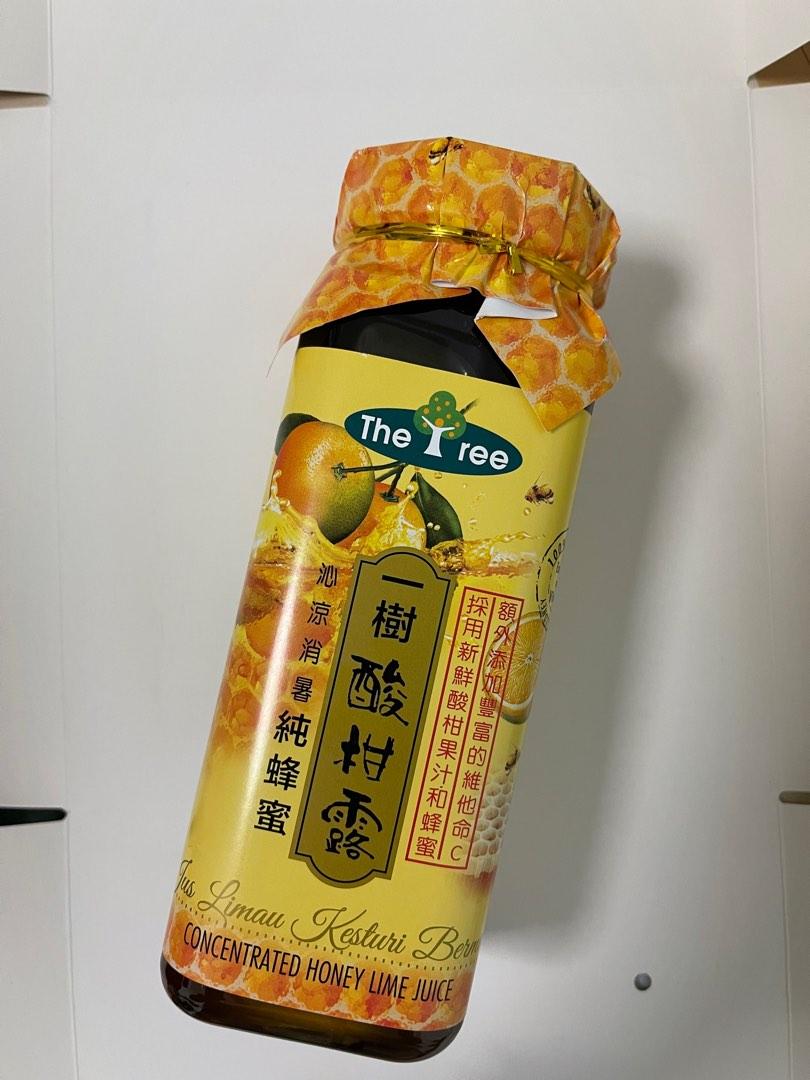 The Tree
一樹酸柑露
沁涼消暑純蜂蜜
額外添加豐富的維他命C
採用新鮮酸柑果汁和蜂蜜
Jus Limau Kesturi
CONCENTRATED HONEY LIME JUICE